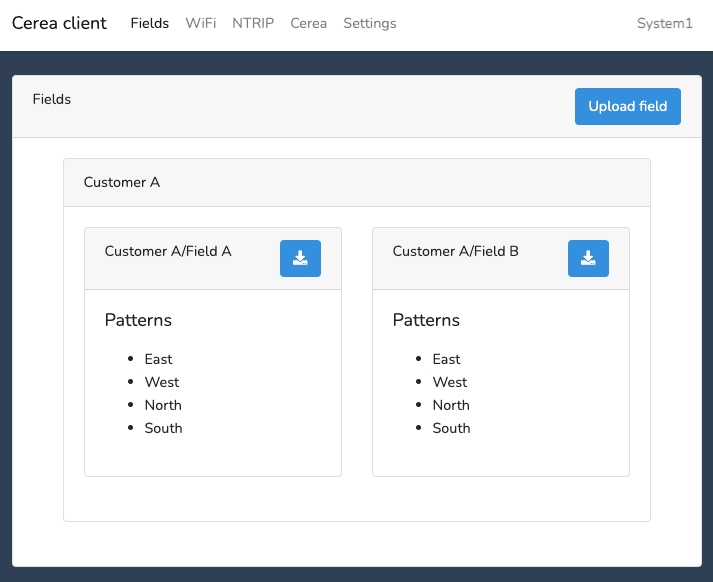 Cerea client Fields WiFi NTRIP Cerea Settings System1
Fields Upload field
Customer A
Customer A/Field A
Patterns
East
West
North
South
Customer A/Field B
Patterns
East
West
North
South